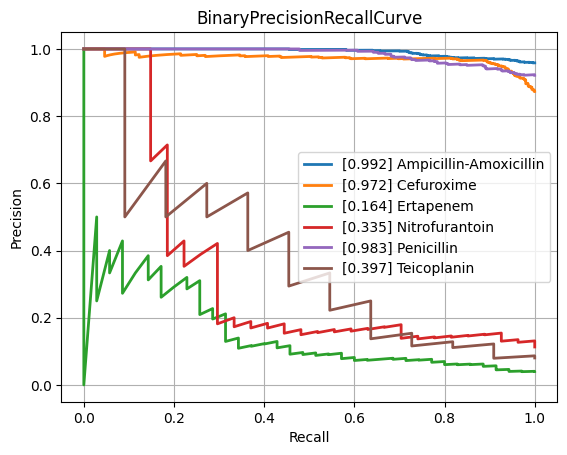 BinaryPrecisionRecallCurve
Precision
1.0
0.8
0.6
0.4
0.2
0.0
[0.992] Ampicillin-Amoxicillin
[0.972] Cefuroxime
[0.164] Ertapenem
[0.335] Nitrofurantoin
[0.983] Penicillin
[0.397] Teicoplanin
0.0 0.2 0.4 0.6 0.8 1.0
Recall